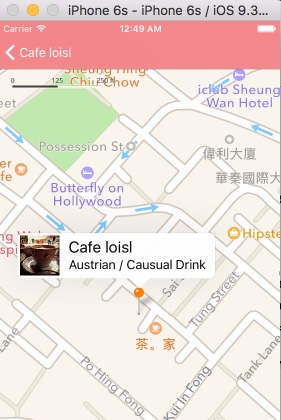 iPhone 6s - iPhone 6s / iOS 9.3...
Carrier 12:49 AM
Cafe loisl
0 125 250
Sheung Hing
Chiu Chow
iclub Sheung
Wan Hotel
Possession St
偉利大廈
華秦國際大
Butterfly on
Hollywood
Hipste
Cafe loisl
Austrian / Causual Drink
Tung Street
茶。家
Tank Lane
Po Hing Fong
Kui In Fong